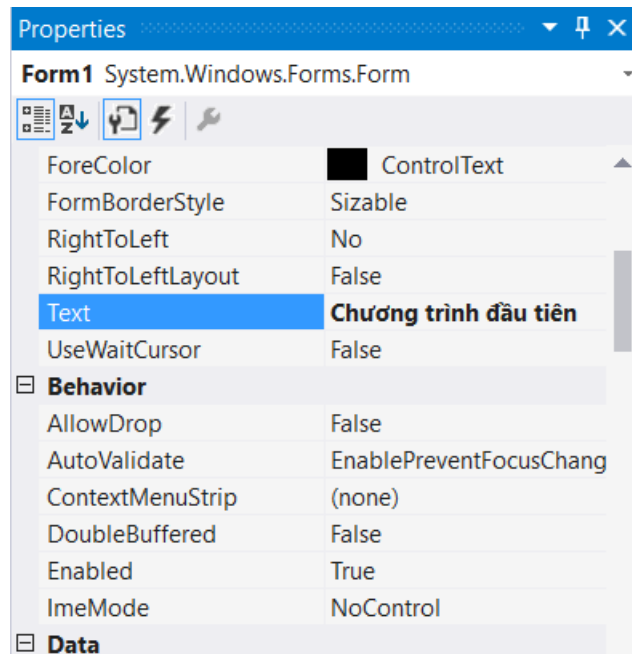 Properties
Form1 System.Windows.Forms.Form
ForeColor ControlText
FormBorderStyle Sizable
RightToLeft No
RightToLeftLayout False
Text Chương trình đầu tiên
UseWaitCursor False
Behavior
AllowDrop False
AutoValidate EnablePreventFocusChang
ContextMenuStrip (none)
DoubleBuffered False
Enabled True
ImeMode NoControl
Data